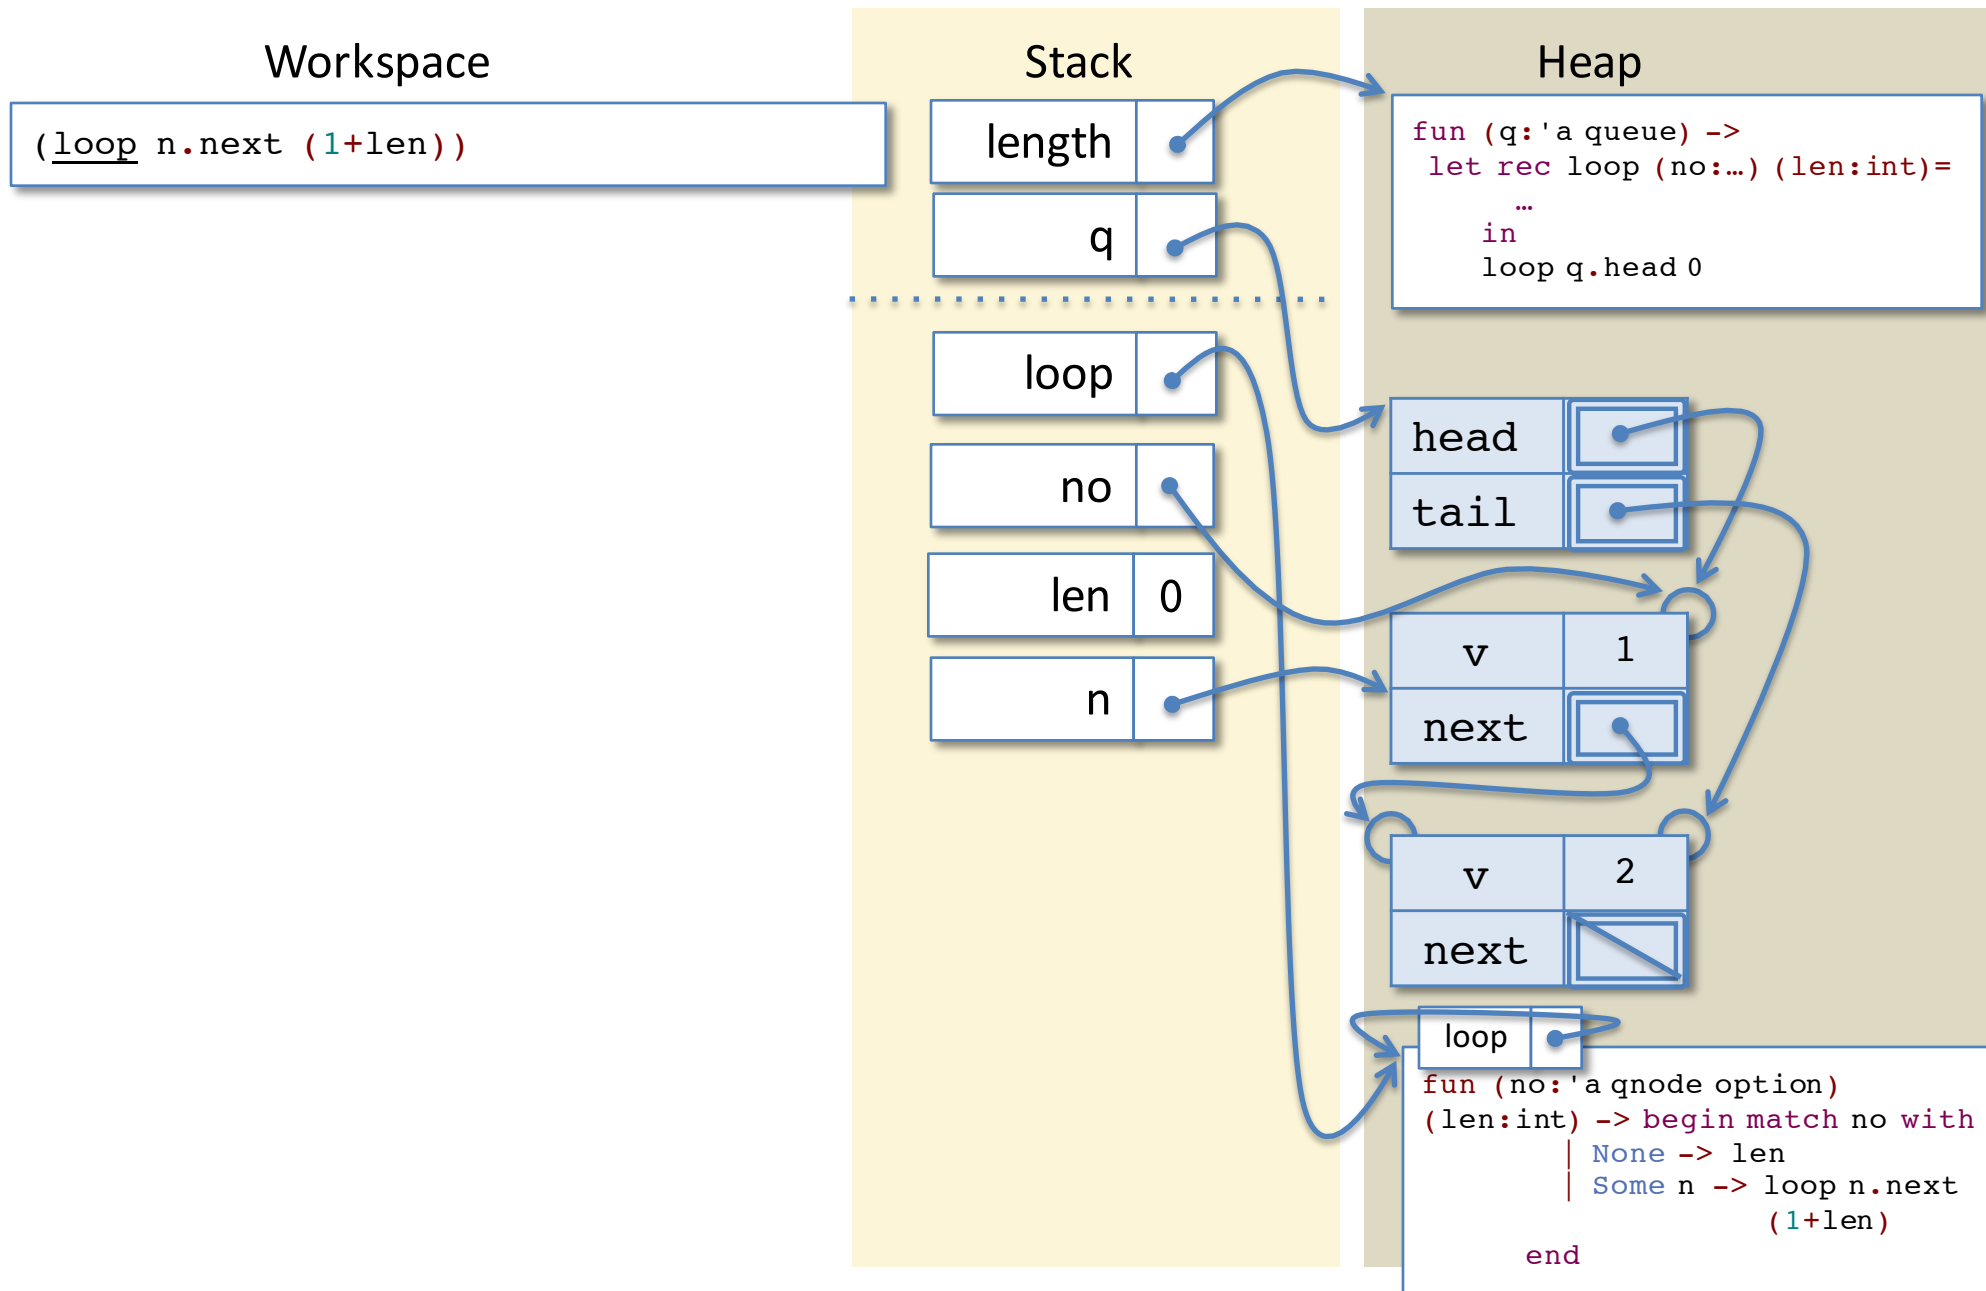 Workspace
(loop n.next (1+len))
Stack
length
q
loop
no
len 0
n
Heap
fun (q:'a queue) ->
let rec loop (no:…) (len:int)=
…
in
loop q.head 0
head
tail
v 1
next
v 2
next
loop
fun (no:'a qnode option)
(len:int) -> begin match no with
| None -> len
| Some n -> loop n.next
(1+len)
end